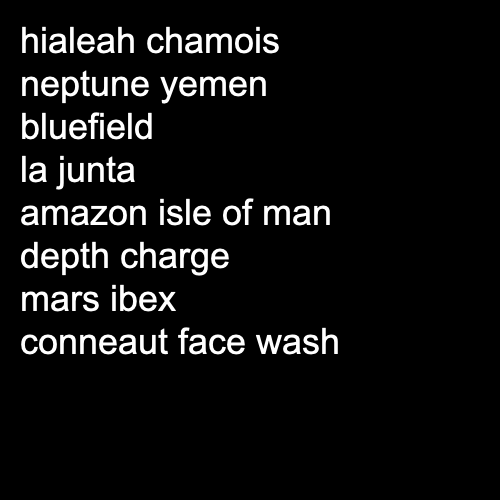 hialeah chamois
neptune yemen
bluefield
la junta
amazon isle of man
depth charge
mars ibex
conneaut face wash